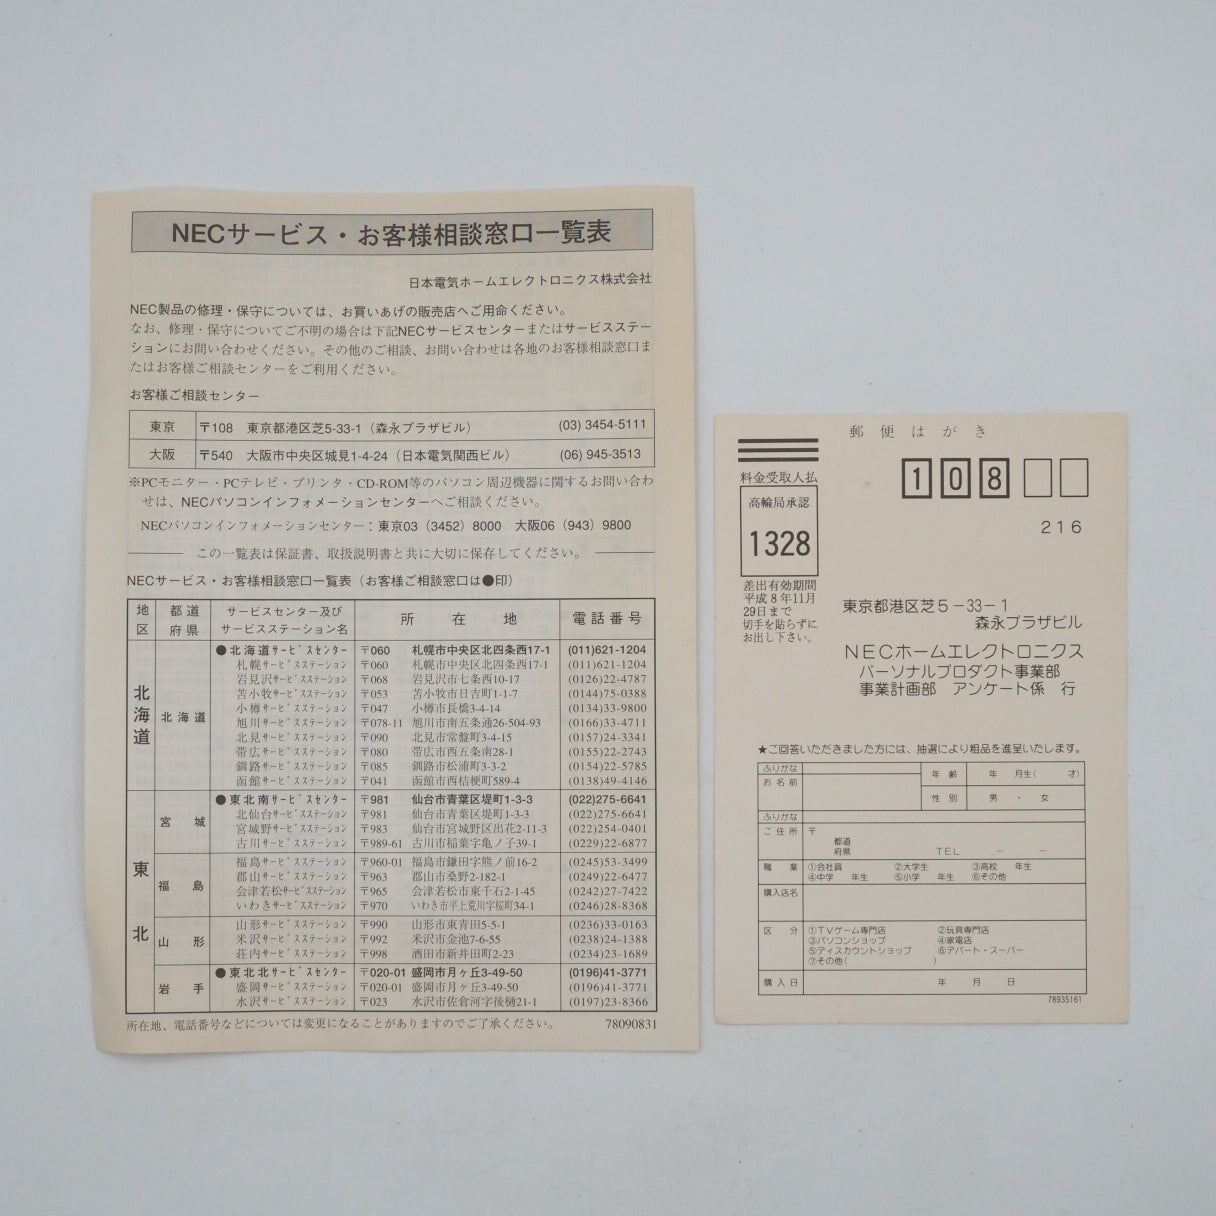 NECサービス・お客様相談窓口一覧表
日本電気ホームエレクトロニクス株式会社
NEC製品の修理・保守については、お買いあげの販売店へご用命ください。
なお、修理・保守についてご不明の場合は下記NECサービスセンターまたはサービスステー
ションにお問い合わせください。その他のご相談、お問い合わせは各地のお客様相談窓口ま
たはお客様ご相談センターをご利用ください。
お客様ご相談センター
東京 〒108 東京都港区芝5-33-1(森永プラザビル) (03) 3454-5111
大阪 〒540 大阪市中央区城見1-4-24(日本電気関西ビル) (06) 945-3513
※PCモニター・PCテレビ・プリンタ・CD-ROM等のパソコン周辺機器に関するお問い合わ
せは、NECパソコンインフォメーションセンターへご相談ください。
NECパソコンインフォメーションセンター:東京03(3452)8000 大阪06(943)9800
この一覧表は保証書、取扱説明書と共に大切に保存してください。
NECサービス・お客様相談窓口一覧表(お客様ご相談窓口は●印)
地区 都道府県 サービスセンター及びサービスステーション名 所在地 電話番号
北海道 北海道 ●北海道サービスセンター 〒060 札幌市中央区北四条西17-1 (011)621-1204
札幌サービスステーション 〒060 札幌市中央区北四条西17-1 (011)621-1204
岩見沢サービスステーション 〒068 岩見沢市七条西10-17 (0126)22-4787
苫小牧サービスステーション 〒053 苫小牧市日吉町1-1-7 (0144)75-0388
小樽サービスステーション 〒047 小樽市長橋3-4-14 (0134)33-9800
旭川サービスステーション 〒078-11 旭川市南五条通26-504-93 (0166)33-4711
北見サービスステーション 〒090 北見市常盤町3-4-15 (0157)24-3341
帯広サービスステーション 〒080 帯広市西五条南28-1 (0155)22-2743
釧路サービスステーション 〒085 釧路市松浦町3-3-2 (0154)22-5785
函館サービスステーション 〒041 函館市西桔梗町589-4 (0138)49-4146
東北 宮城 ●東北南サービスセンター 〒981 仙台市青葉区堤町1-3-3 (022)275-6641
北仙台サービスステーション 〒981 仙台市青葉区堤町1-3-3 (022)275-6641
宮城野サービスステーション 〒983 仙台市宮城野区出花2-11-3 (022)254-0401
古川サービスステーション 〒989-61 古川市稲葉字亀ノ子39-1 (0229)22-6877
福島 福島サービスステーション 〒960-01 福島市鎌田字熊ノ前16-2 (0245)53-3499
郡山サービスステーション 〒963 郡山市桑野2-182-1 (0249)22-6477
会津若松サービスステーション 〒965 会津若松市東千石2-1-45 (0242)27-7422
いわきサービスステーション 〒970 いわき市平上荒川字桜町34-1 (0246)28-8368
山形 山形サービスステーション 〒990 山形市東青田5-5-1 (0236)33-0163
米沢サービスステーション 〒992 米沢市金池7-6-55 (0238)24-1388
荘内サービスステーション 〒998 酒田市新井田町2-23 (0234)23-1689
岩手 ●東北北サービスセンター 〒020-01 盛岡市月ヶ丘3-49-50 (0196)41-3771
盛岡サービスステーション 〒020-01 盛岡市月ヶ丘3-49-50 (0196)41-3771
水沢サービスステーション 〒023 水沢市佐倉河字後樋21-1 (0197)23-8366
所在地、電話番号などについては変更になることがありますのでご了承ください。 78090831
郵便はがき
料金受取人払
高輪局承認
1328
差出有効期間
平成8年11月
29日まで
切手を貼らずに
お出し下さい。
108
216
東京都港区芝5-33-1
森永プラザビル
NECホームエレクトロニクス
パーソナルプロダクト事業部
事業計画部 アンケート係 行
★ご回答いただきました方には、抽選により粗品を進呈いたします。
ふりがな
お名前 年齢 年 月生( 才)
性別 男・女
ふりがな
ご住所 〒
都道
府県 TEL - -
職業 ①会社員 ②大学生 ③高校 年生
④中学 年生 ⑤小学 年生 ⑥その他
購入店名
区分 ①TVゲーム専門店 ②玩具専門店
③パソコンショップ ④家電店
⑤ディスカウントショップ ⑥デパート・スーパー
⑦その他( )
購入日 年 月 日
78935161